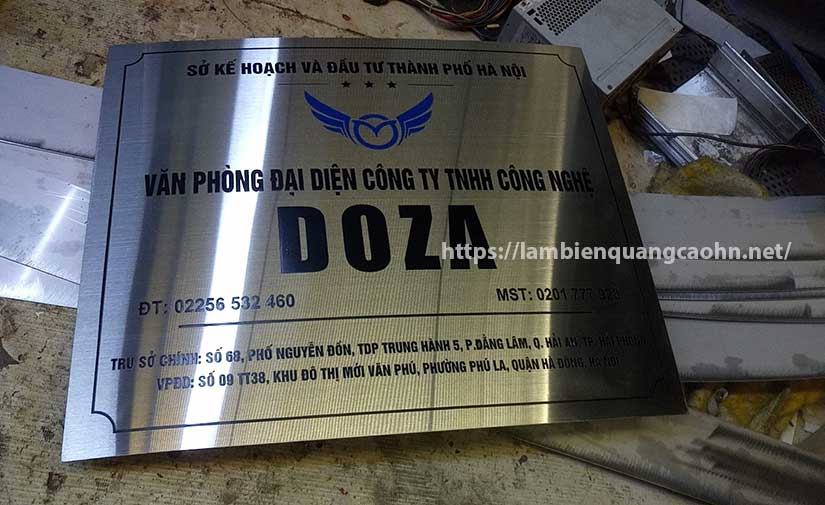 SỞ KẾ HOẠCH VÀ ĐẦU TƯ THÀNH PHỐ HÀ NỘI
VĂN PHÒNG ĐẠI DIỆN CÔNG TY TNHH CÔNG NGHỆ
DOZA
https://lambienquangcaohn.net/
ĐT: 02256 532 460
MST: 0201 777 929
TRỤ SỞ CHÍNH: SỐ 68, PHỐ NGUYỄN ĐỒN, TDP TRUNG HÀNH 5, P.ĐẰNG LÂM, Q. HẢI AN, TP. HẢI PHÒNG
VPĐD: SỐ 09 TT38, KHU ĐÔ THỊ MỚI VĂN PHÚ, PHƯỜNG PHÚ LA, QUẬN HÀ ĐÔNG, HÀ NỘI